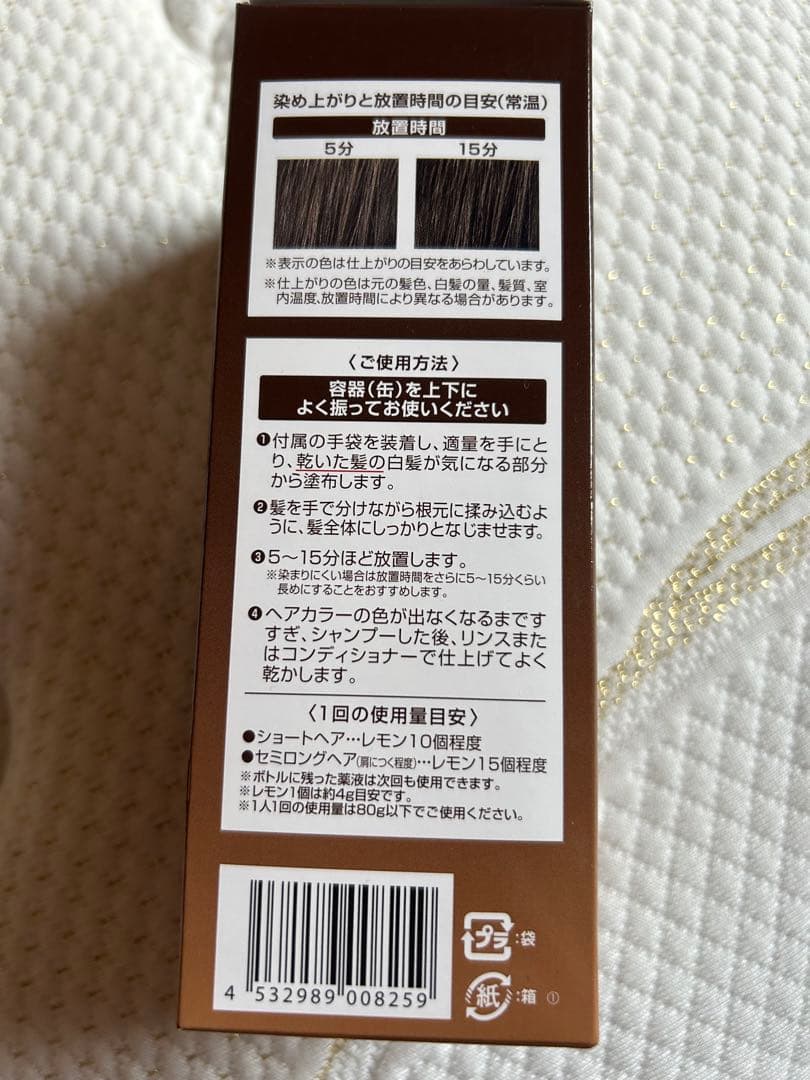 染め上がりと放置時間の目安(常温)
放置時間
5分 15分
※表示の色は仕上がりの目安をあらわしています。
※仕上がりの色は元の髪色、白髪の量、髪質、室
内温度、放置時間により異なる場合があります。
〈ご使用方法〉
容器(缶)を上下に
よく振ってお使いください
❶付属の手袋を装着し、適量を手にと
り、乾いた髪の白髪が気になる部分
から塗布します。
❷髪を手で分けながら根元に揉み込むよ
うに、髪全体にしっかりとなじませます。
❸5〜15分ほど放置します。
※染まりにくい場合は放置時間をさらに5〜15分くらい
長めにすることをおすすめします。
❹ヘアカラーの色が出なくなるまです
すぎ、シャンプーした後、リンスまた
はコンディショナーで仕上げてよく
乾かします。
〈1回の使用量目安〉
●ショートヘア…レモン10個程度
●セミロングヘア(肩につく程度)…レモン15個程度
※ボトルに残った薬液は次回も使用できます。
※レモン1個は約4g目安です。
※1人1回の使用量は80g以下でご使用ください。
4 532989 008259
プラ:袋
紙:箱 ①